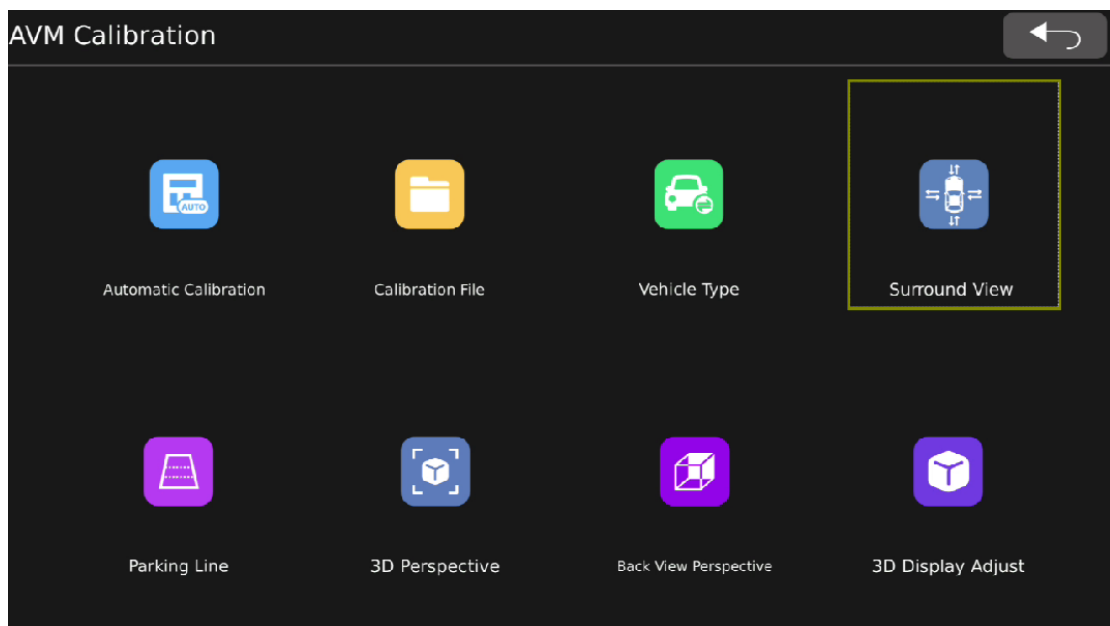 AVM Calibration
AUTO
Automatic Calibration
Calibration File
Vehicle Type
Surround View
Parking Line
3D Perspective
Back View Perspective
3D Display Adjust